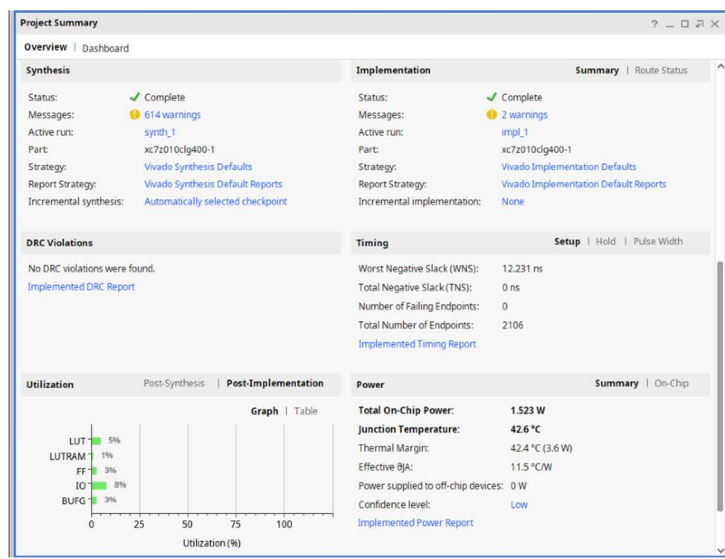 Project Summary
Overview | Dashboard
Synthesis
Status: Complete
Messages: 614 warnings
Active run: synth_1
Part: xc7z010clg400-1
Strategy: Vivado Synthesis Defaults
Report Strategy: Vivado Synthesis Default Reports
Incremental synthesis: Automatically selected checkpoint
Implementation Summary | Route Status
Status: Complete
Messages: 2 warnings
Active run: impl_1
Part: xc7z010clg400-1
Strategy: Vivado Implementation Defaults
Report Strategy: Vivado Implementation Default Reports
Incremental implementation: None
DRC Violations
No DRC violations were found.
Implemented DRC Report
Timing Setup | Hold | Pulse Width
Worst Negative Slack (WNS): 12.231 ns
Total Negative Slack (TNS): 0 ns
Number of Failing Endpoints: 0
Total Number of Endpoints: 2106
Implemented Timing Report
Utilization Post-Synthesis | Post-Implementation
Graph | Table
LUT 5%
LUTRAM 1%
FF 3%
IO 8%
BUFG 3%
0 25 50 75 100
Utilization (%)
Power Summary | On-Chip
Total On-Chip Power: 1.523 W
Junction Temperature: 42.6 °C
Thermal Margin: 42.4 °C (3.6 W)
Effective θJA: 11.5 °C/W
Power supplied to off-chip devices: 0 W
Confidence level: Low
Implemented Power Report